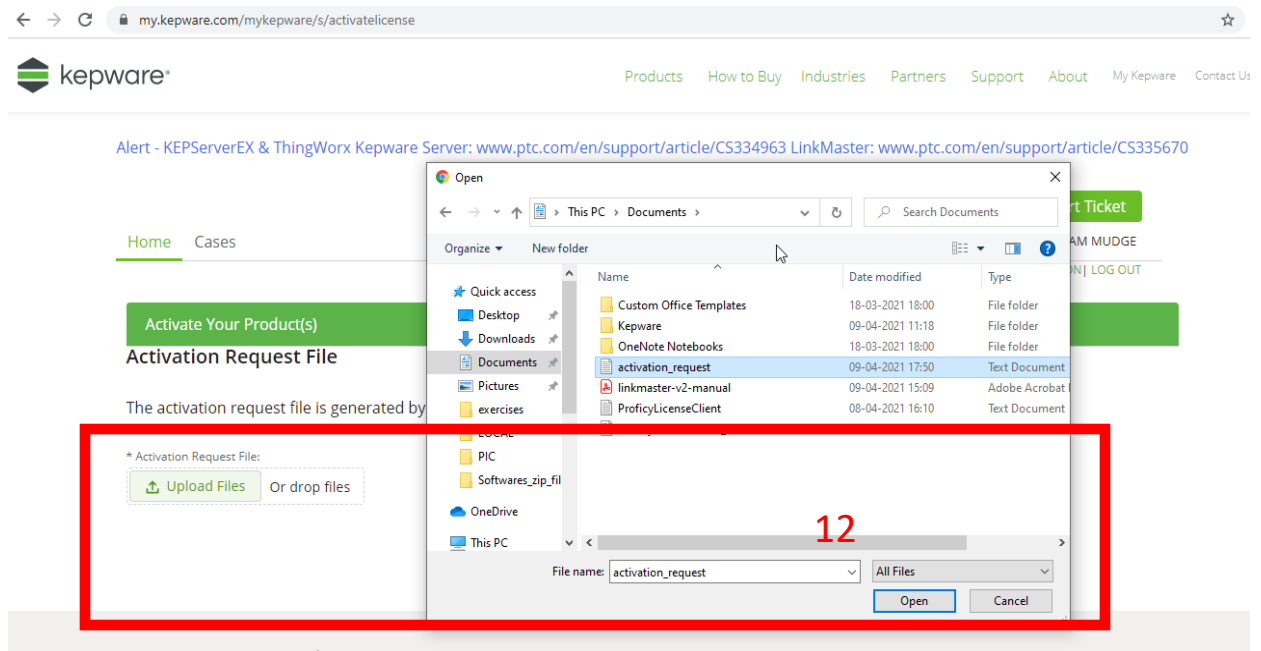 my.kepware.com/mykepware/s/activatelicense
kepware®
Products How to Buy Industries Partners Support About My Kepware Contact Us
Alert - KEPServerEX & ThingWorx Kepware Server: www.ptc.com/en/support/article/CS334963 LinkMaster: www.ptc.com/en/support/article/CS335670
Open
This PC > Documents >
Search Documents
Ticket
Home Cases
Organize New folder
MUDGE
LOG OUT
Name Date modified Type
Quick access
Desktop
Downloads
Documents
Pictures
exercises
PIC
Softwares_zip_fil
OneDrive
This PC
Custom Office Templates 18-03-2021 18:00 File folder
Kepware 09-04-2021 11:18 File folder
OneNote Notebooks 18-03-2021 18:00 File folder
activation_request 09-04-2021 17:50 Text Document
linkmaster-v2-manual 09-04-2021 15:09 Adobe Acrobat
ProficyLicenseClient 08-04-2021 16:10 Text Document
Activate Your Product(s)
Activation Request File
The activation request file is generated by
* Activation Request File:
Upload Files Or drop files
12
File name: activation_request All Files
Open Cancel